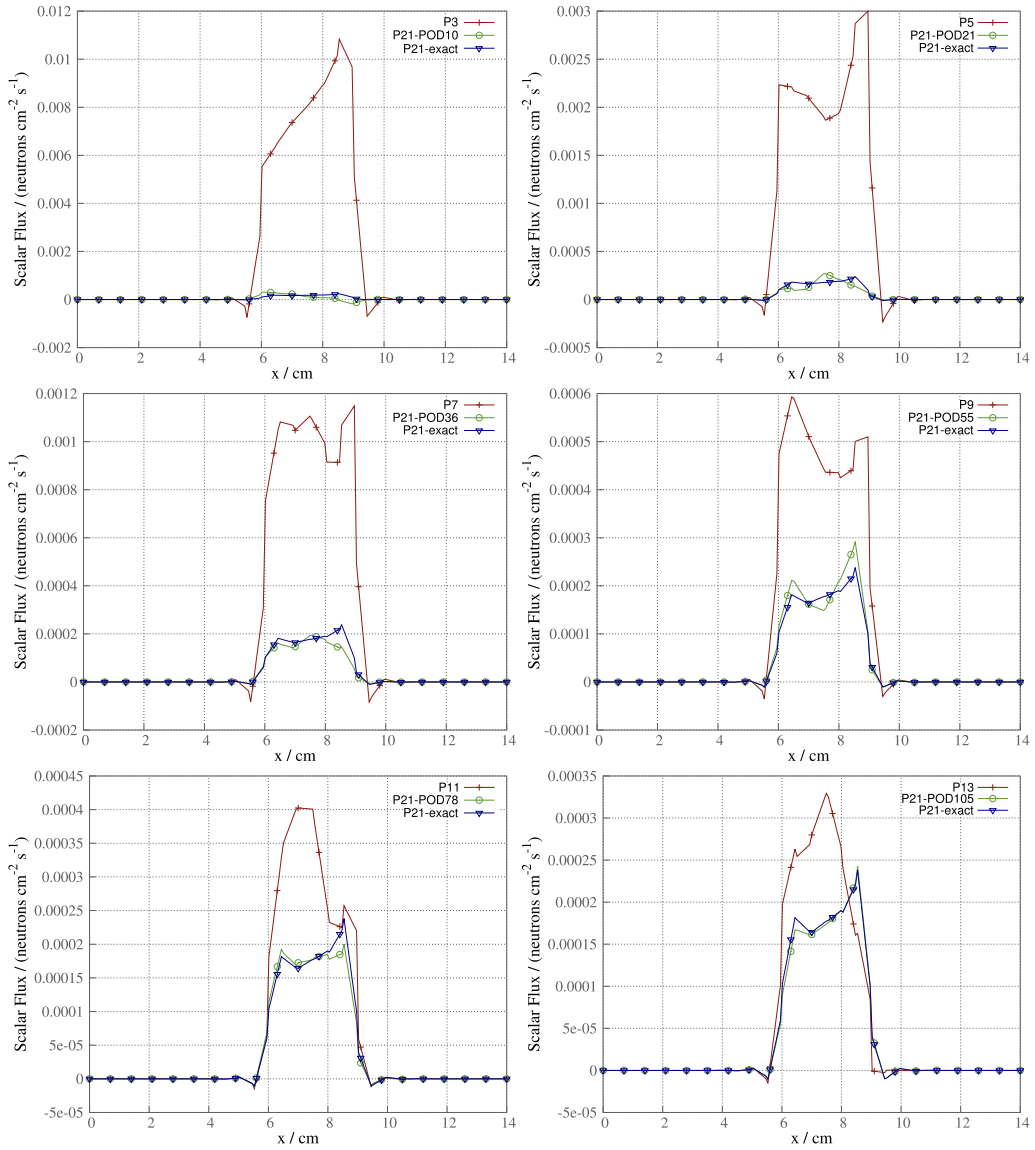 0.012
0.01
0.008
0.006
0.004
0.002
0
-0.002
0 2 4 6 8 10 12 14
x / cm
Scalar Flux / (neutrons cm-2 s-1)
P3
P21-POD10
P21-exact
0.003
0.0025
0.002
0.0015
0.001
0.0005
0
-0.0005
0 2 4 6 8 10 12 14
x / cm
Scalar Flux / (neutrons cm-2 s-1)
P5
P21-POD21
P21-exact
0.0012
0.001
0.0008
0.0006
0.0004
0.0002
0
-0.0002
0 2 4 6 8 10 12 14
x / cm
Scalar Flux / (neutrons cm-2 s-1)
P7
P21-POD36
P21-exact
0.0006
0.0005
0.0004
0.0003
0.0002
0.0001
0
-0.0001
0 2 4 6 8 10 12 14
x / cm
Scalar Flux / (neutrons cm-2 s-1)
P9
P21-POD55
P21-exact
0.00045
0.0004
0.00035
0.0003
0.00025
0.0002
0.00015
0.0001
5e-05
0
-5e-05
0 2 4 6 8 10 12 14
x / cm
Scalar Flux / (neutrons cm-2 s-1)
P11
P21-POD78
P21-exact
0.00035
0.0003
0.00025
0.0002
0.00015
0.0001
5e-05
0
-5e-05
0 2 4 6 8 10 12 14
x / cm
Scalar Flux / (neutrons cm-2 s-1)
P13
P21-POD105
P21-exact